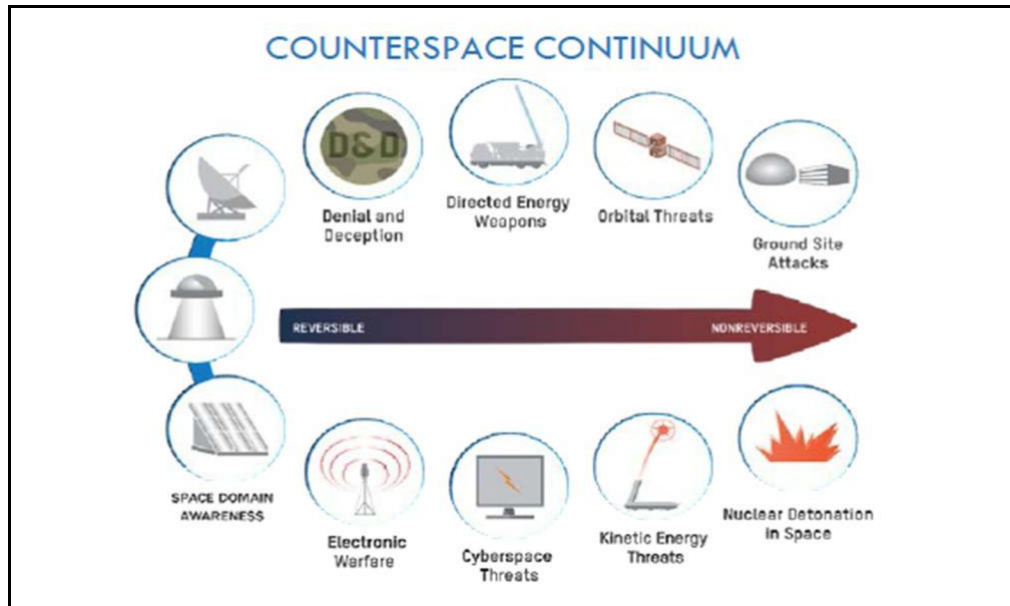 COUNTERSPACE CONTINUUM
D&D
Denial and
Deception
Directed Energy
Weapons
Orbital Threats
Ground Site
Attacks
REVERSIBLE
NONREVERSIBLE
SPACE DOMAIN
AWARENESS
Electronic
Warfare
Cyberspace
Threats
Kinetic Energy
Threats
Nuclear Detonation
in Space